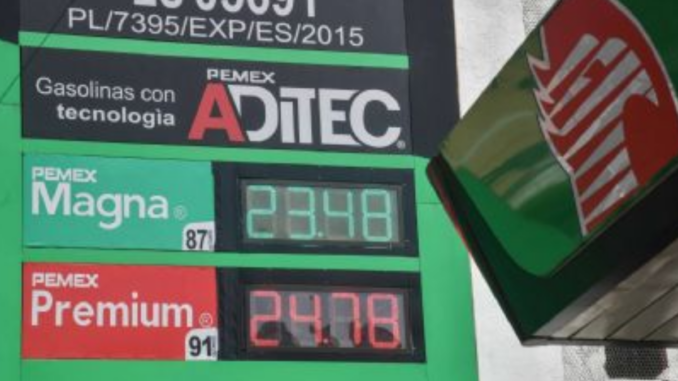 PL/7395/EXP/ES/2015
Gasolinas con
tecnología
PEMEX
ADiTEC®
PEMEX
Magna®
87
23.48
PEMEX
Premium®
91
24.78